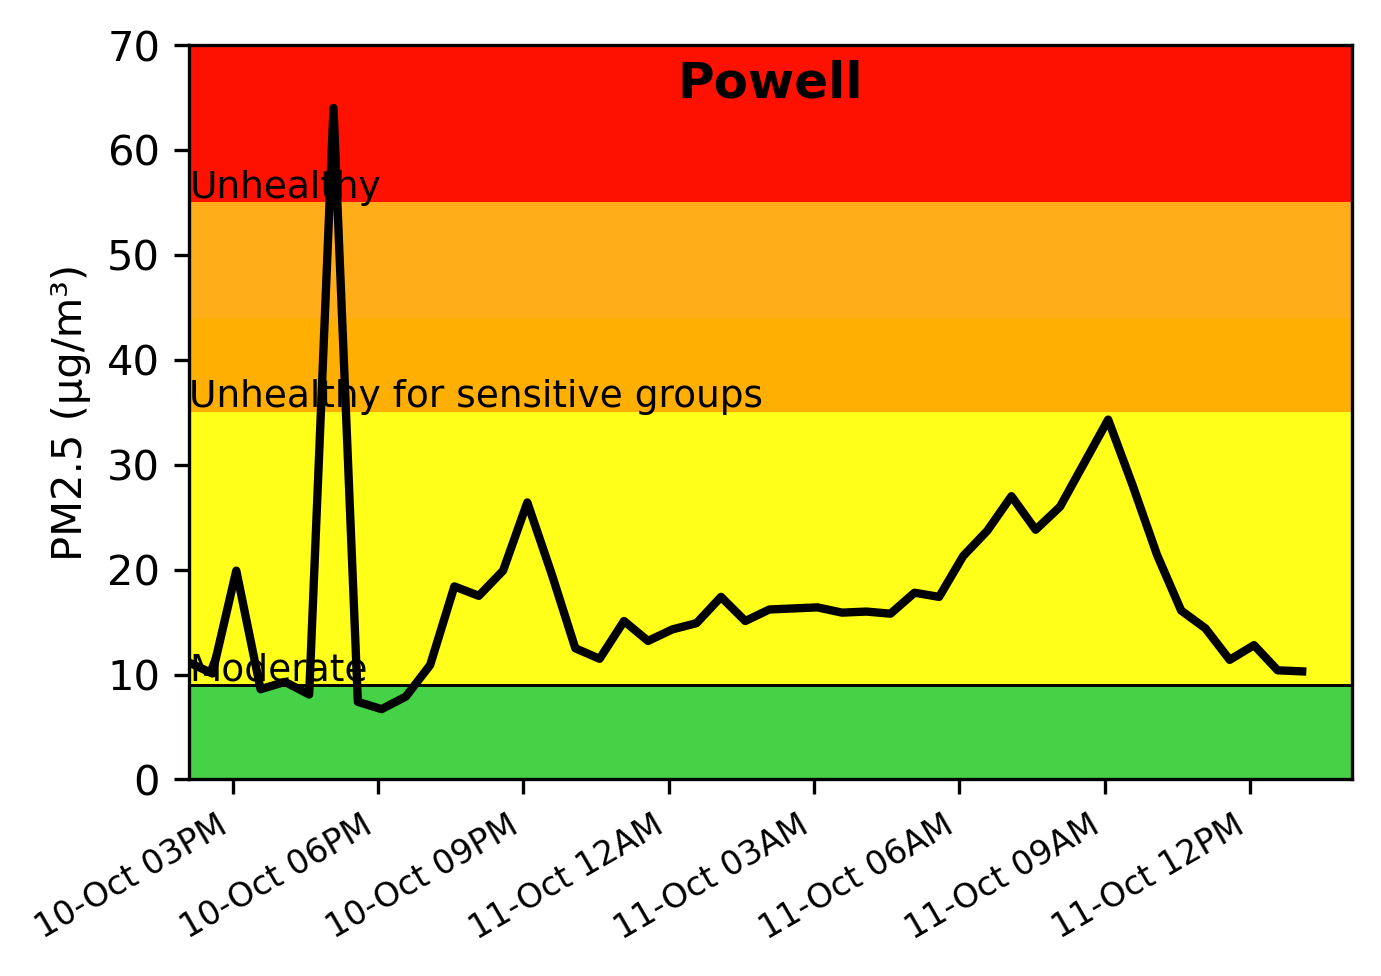 Powell
70
60
50
40
30
20
10
0
PM2.5 (µg/m³)
Unhealthy
Unhealthy for sensitive groups
Moderate
10-Oct 03PM
10-Oct 06PM
10-Oct 09PM
11-Oct 12AM
11-Oct 03AM
11-Oct 06AM
11-Oct 09AM
11-Oct 12PM